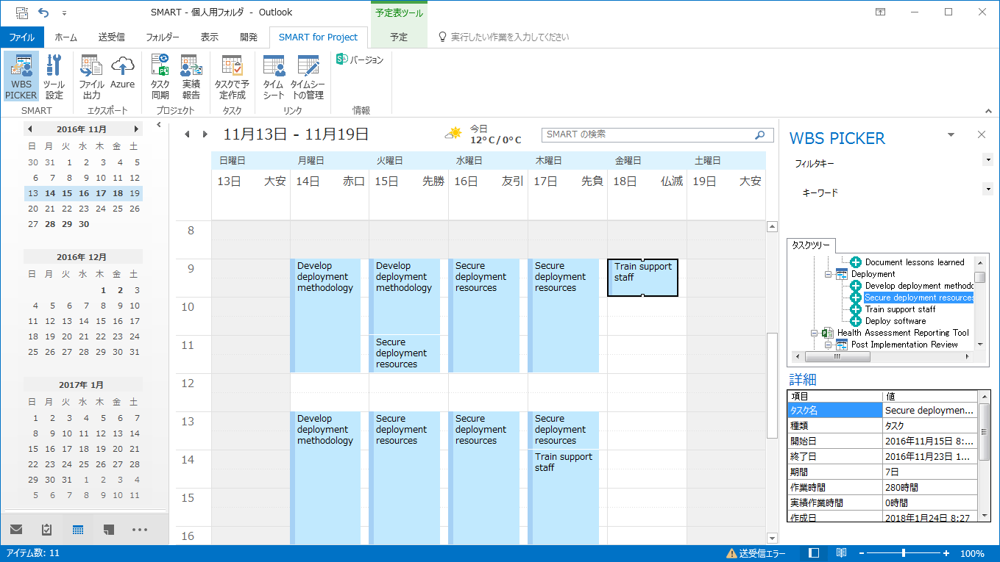 SMART - 個人用フォルダ - Outlook
予定表ツール
ファイル ホーム 送受信 フォルダー 表示 開発 SMART for Project 予定 実行したい作業を入力してください
WBS
PICKER
ツール
設定
SMART
ファイル
出力
Azure
エクスポート
タスク
同期
実績
報告
プロジェクト
タスクで予
定作成
タスク
タイム
シート
タイムシー
トの管理
リンク
バージョン
情報
2016年 11月
日 月 火 水 木 金 土
30 31 1 2 3 4 5
6 7 8 9 10 11 12
13 14 15 16 17 18 19
20 21 22 23 24 25 26
27 28 29 30
2016年 12月
日 月 火 水 木 金 土
1 2 3
4 5 6 7 8 9 10
11 12 13 14 15 16 17
18 19 20 21 22 23 24
25 26 27 28 29 30 31
2017年 1月
日 月 火 水 木 金 土
1 2 3 4 5 6 7
8 9 10 11 12 13 14
15 16 17 18 19 20 21
22 23 24 25 26 27 28
29 30 31 1 2 3 4
5 6 7 8 9 10 11
11月13日 - 11月19日
今日
12°C/0°C
SMART の検索
日曜日 月曜日 火曜日 水曜日 木曜日 金曜日 土曜日
13日 大安 14日 赤口 15日 先勝 16日 友引 17日 先負 18日 仏滅 19日 大安
8
9
10
11
12
13
14
15
16
Develop
deployment
methodology
Develop
deployment
methodology
Develop
deployment
methodology
Secure
deployment
resources
Secure
deployment
resources
Secure
deployment
resources
Secure
deployment
resources
Secure
deployment
resources
Secure
deployment
resources
Train support
staff
Train support
staff
WBS PICKER
フィルタキー
キーワード
タスクツリー
Document lessons learned
Deployment
Develop deployment methodo
Secure deployment resources
Train support staff
Deploy software
Health Assessment Reporting Tool
Post Implementation Review
詳細
項目 値
タスク名 Secure deploymen...
種類 タスク
開始日 2016年11月15日 8:...
終了日 2016年11月23日 1...
期間 7日
作業時間 280時間
実績作業時間 0時間
作成日 2018年1月24日 8:27
アイテム数: 11
送受信エラー
100%